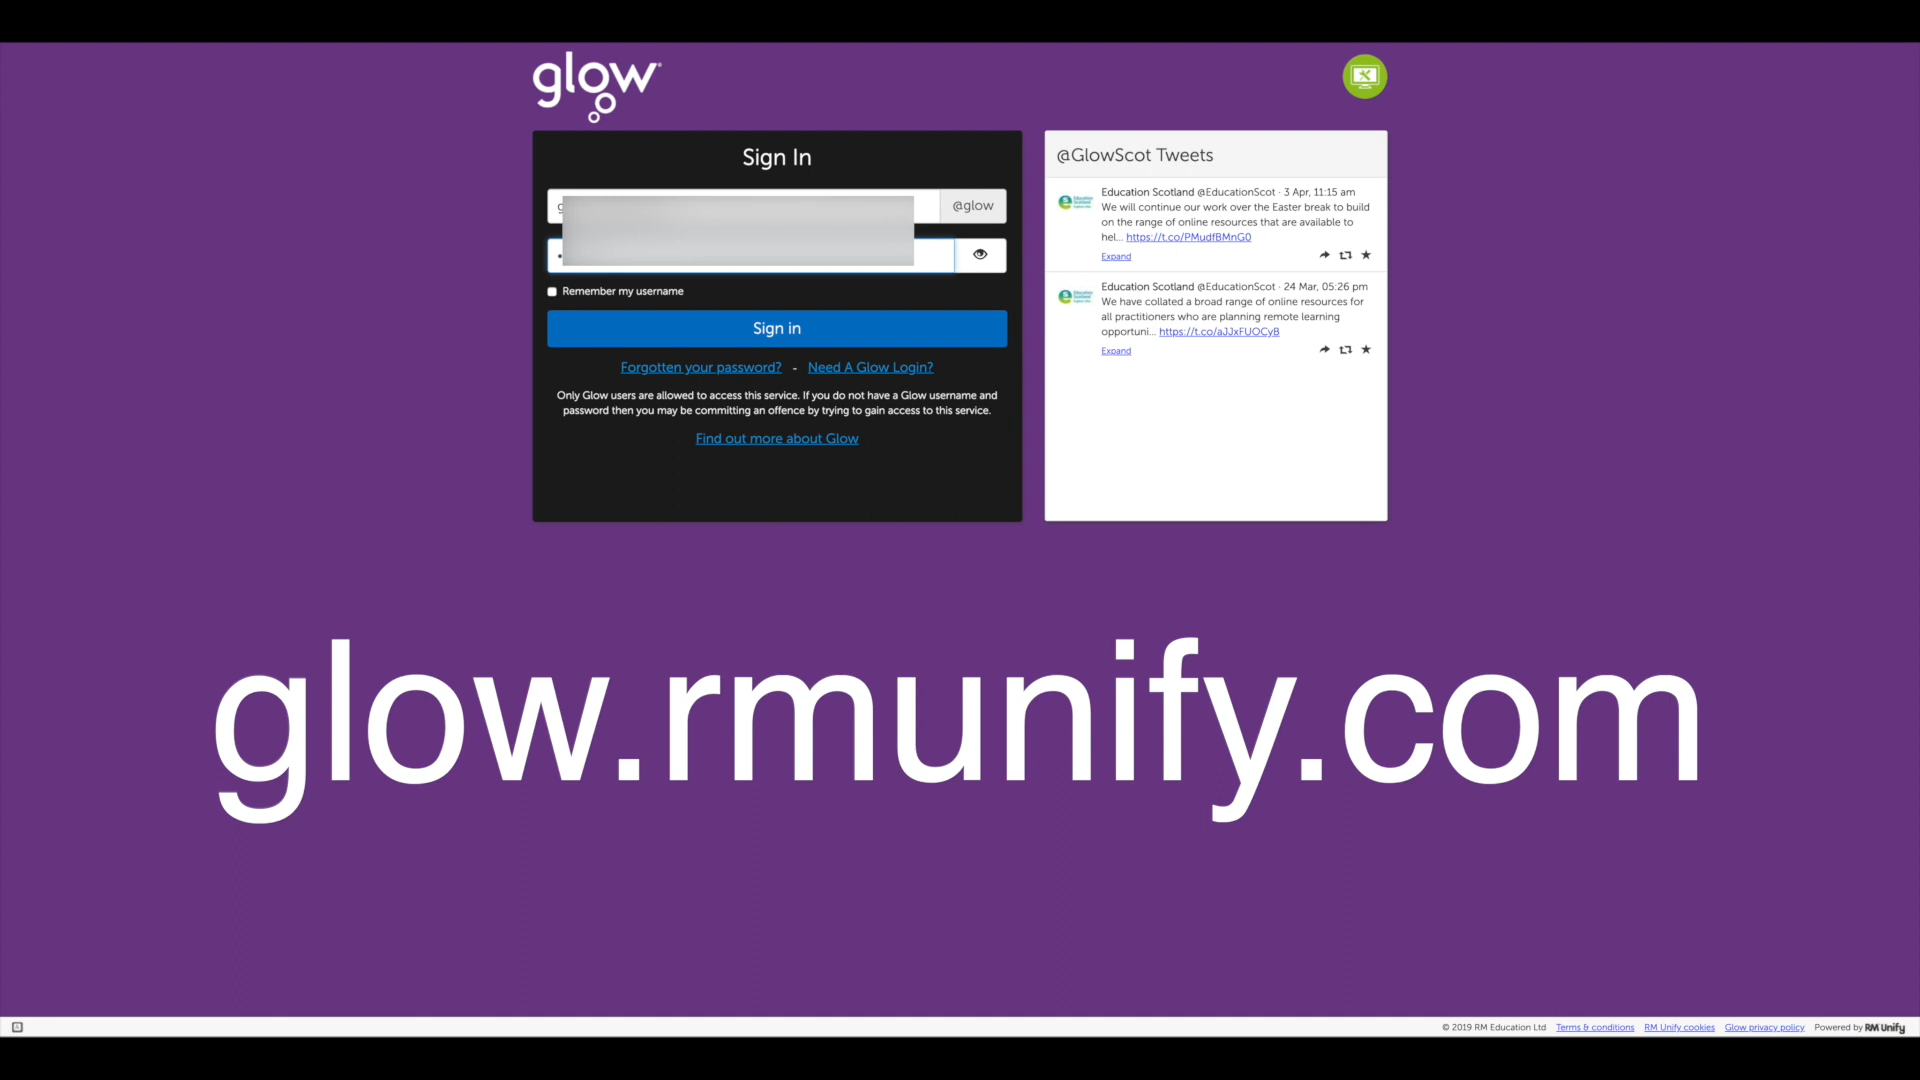 glow
Sign In
@glow
Remember my username
Sign in
Forgotten your password? - Need A Glow Login?
Only Glow users are allowed to access this service. If you do not have a Glow username and
password then you may be committing an offence by trying to gain access to this service.
Find out more about Glow
@GlowScot Tweets
Education Scotland @EducationScot · 3 Apr, 11:15 am
We will continue our work over the Easter break to build
on the range of online resources that are available to
hel... https://t.co/PMudfBMnG0
Expand
Education Scotland @EducationScot · 24 Mar, 05:26 pm
We have collated a broad range of online resources for
all practitioners who are planning remote learning
opportuni... https://t.co/aJJxFUOCyB
Expand
glow.rmunify.com
© 2019 RM Education Ltd Terms & conditions RM Unify cookies Glow privacy policy Powered by RM Unify